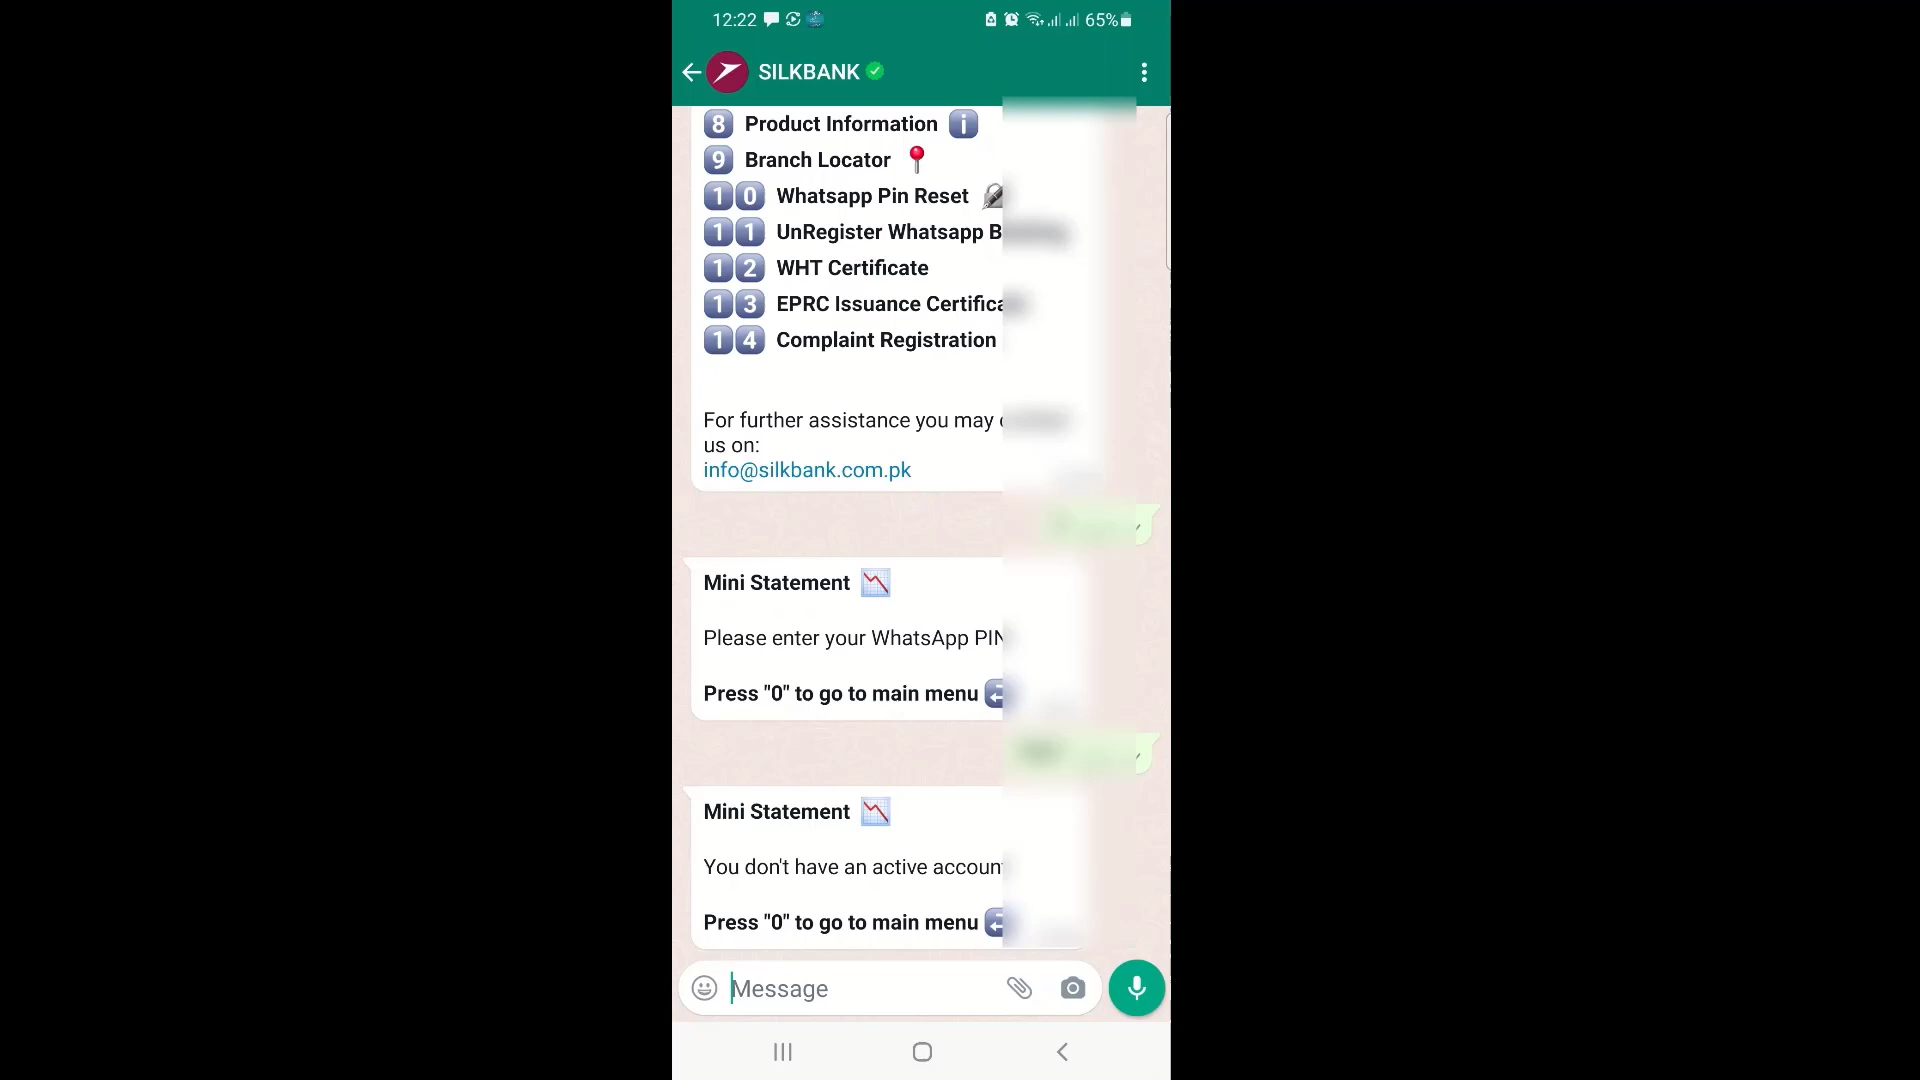 12:22 65%
SILKBANK
8 Product Information i
9 Branch Locator
10 Whatsapp Pin Reset
11 UnRegister Whatsapp
12 WHT Certificate
13 EPRC Issuance
14 Complaint Registration
For further assistance you may
us on:
info@silkbank.com.pk
Mini Statement
Please enter your WhatsApp PIN
Press "0" to go to main menu
Mini Statement
You don't have an active account
Press "0" to go to main menu
Message